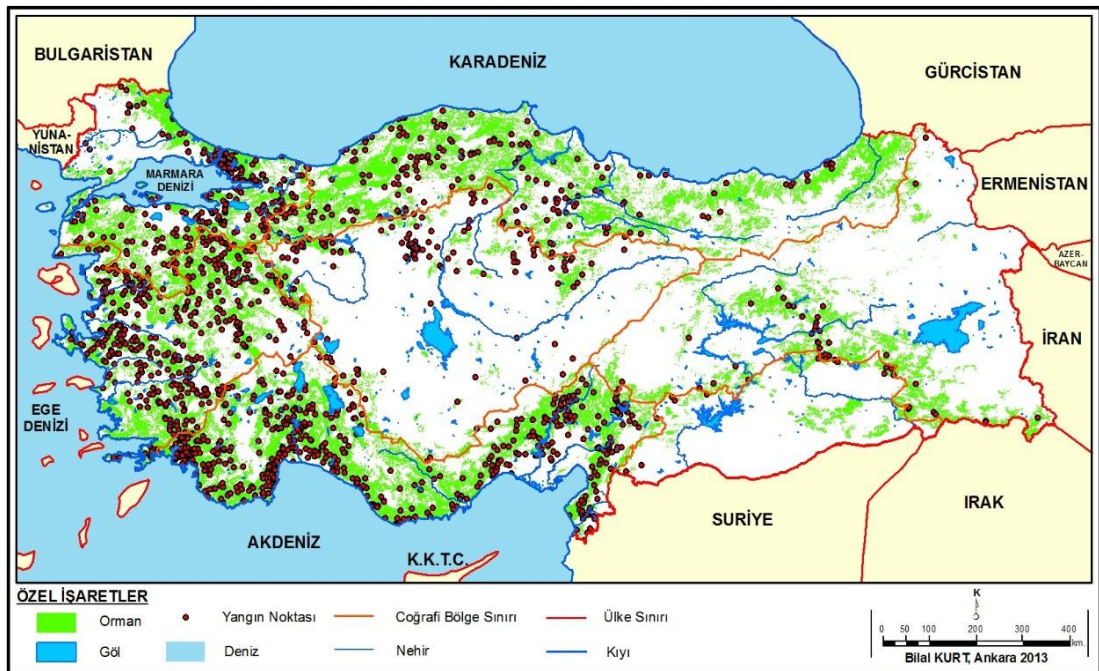 BULGARİSTAN
KARADENİZ
GÜRCİSTAN
YUNA-
NİSTAN
MARMARA
DENİZİ
ERMENİSTAN
AZER-
BAYCAN
İRAN
EGE
DENİZİ
AKDENİZ
K.K.T.C.
SURİYE
IRAK
ÖZEL İŞARETLER
Orman
Yangın Noktası
Coğrafi Bölge Sınırı
Ülke Sınırı
Göl
Deniz
Nehir
Kıyı
K
0 50 100 200 300 400
km.
Bilal KURT, Ankara 2013